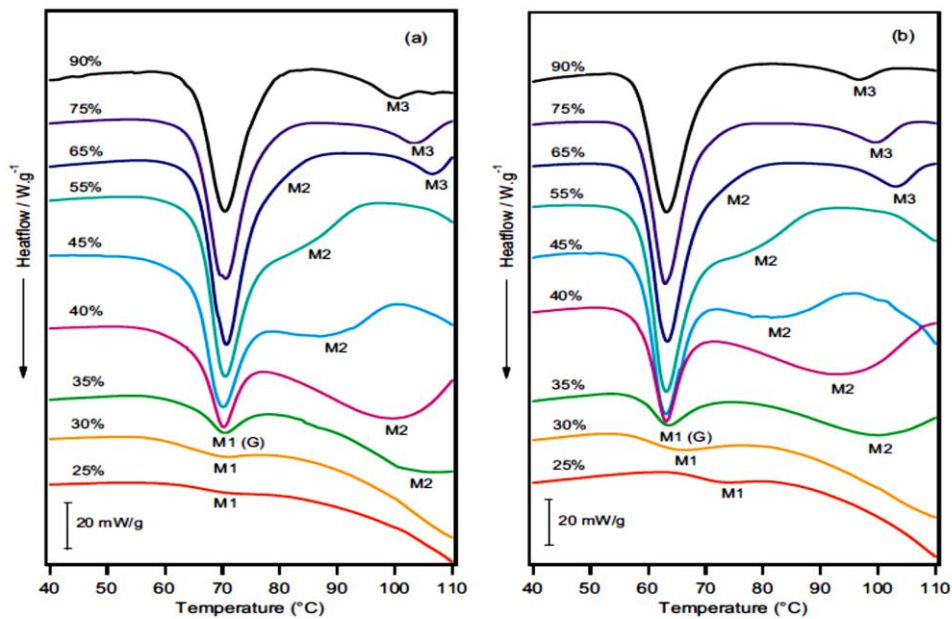 (a)
90%
M3
75%
M3
65%
M2
M3
55%
M2
45%
M2
40%
M2
35%
M1 (G)
30%
M1
M2
25%
M1
20 mW/g
Heatflow / W.g-1
40 50 60 70 80 90 100 110
Temperature (°C)
(b)
90%
M3
75%
M3
65%
M2
M3
55%
M2
45%
M2
40%
M2
35%
M1 (G)
M2
30%
M1
25%
M1
20 mW/g
Heatflow / W.g-1
40 50 60 70 80 90 100 110
Temperature (°C)